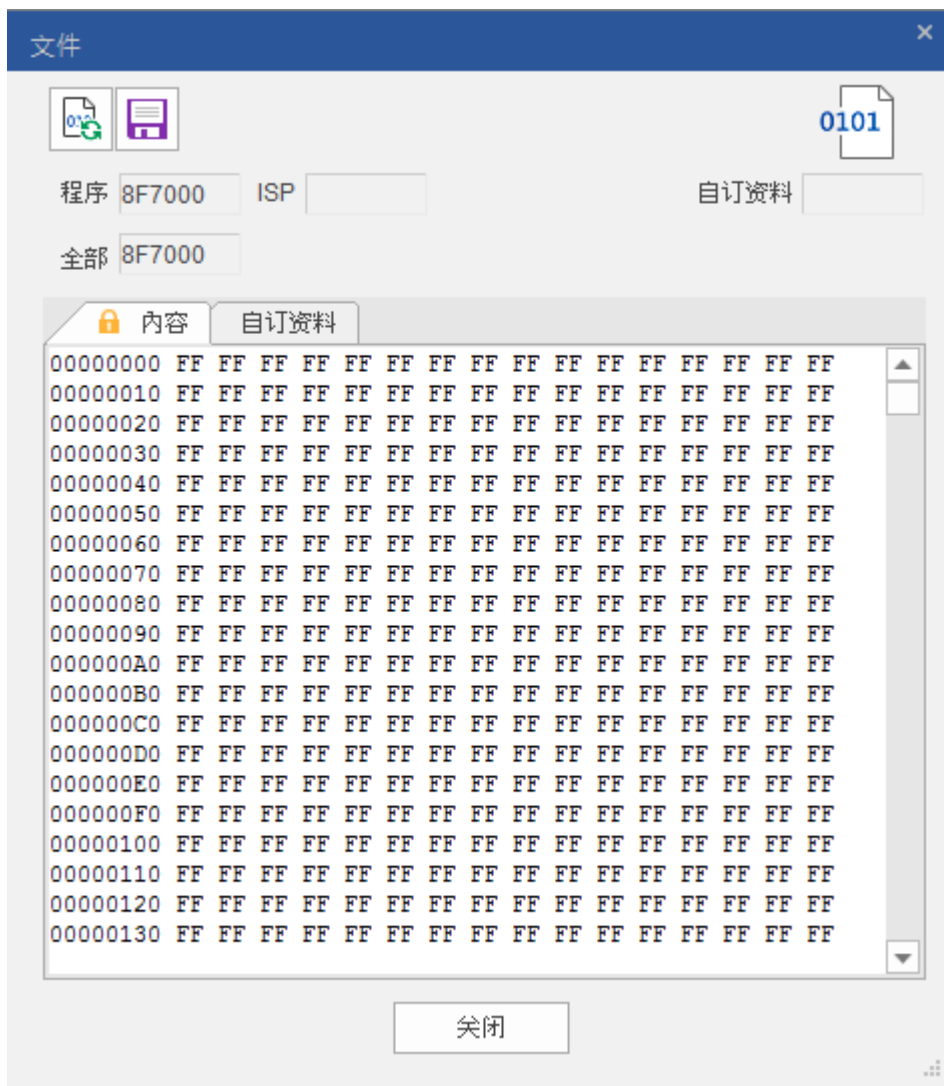 文件
0101
程序 8F7000 ISP 自订资料
全部 8F7000
内容 自订资料
00000000 FF FF FF FF FF FF FF FF FF FF FF FF FF FF FF FF
00000010 FF FF FF FF FF FF FF FF FF FF FF FF FF FF FF FF
00000020 FF FF FF FF FF FF FF FF FF FF FF FF FF FF FF FF
00000030 FF FF FF FF FF FF FF FF FF FF FF FF FF FF FF FF
00000040 FF FF FF FF FF FF FF FF FF FF FF FF FF FF FF FF
00000050 FF FF FF FF FF FF FF FF FF FF FF FF FF FF FF FF
00000060 FF FF FF FF FF FF FF FF FF FF FF FF FF FF FF FF
00000070 FF FF FF FF FF FF FF FF FF FF FF FF FF FF FF FF
00000080 FF FF FF FF FF FF FF FF FF FF FF FF FF FF FF FF
00000090 FF FF FF FF FF FF FF FF FF FF FF FF FF FF FF FF
000000A0 FF FF FF FF FF FF FF FF FF FF FF FF FF FF FF FF
000000B0 FF FF FF FF FF FF FF FF FF FF FF FF FF FF FF FF
000000C0 FF FF FF FF FF FF FF FF FF FF FF FF FF FF FF FF
000000D0 FF FF FF FF FF FF FF FF FF FF FF FF FF FF FF FF
000000E0 FF FF FF FF FF FF FF FF FF FF FF FF FF FF FF FF
000000F0 FF FF FF FF FF FF FF FF FF FF FF FF FF FF FF FF
00000100 FF FF FF FF FF FF FF FF FF FF FF FF FF FF FF FF
00000110 FF FF FF FF FF FF FF FF FF FF FF FF FF FF FF FF
00000120 FF FF FF FF FF FF FF FF FF FF FF FF FF FF FF FF
00000130 FF FF FF FF FF FF FF FF FF FF FF FF FF FF FF FF
关闭